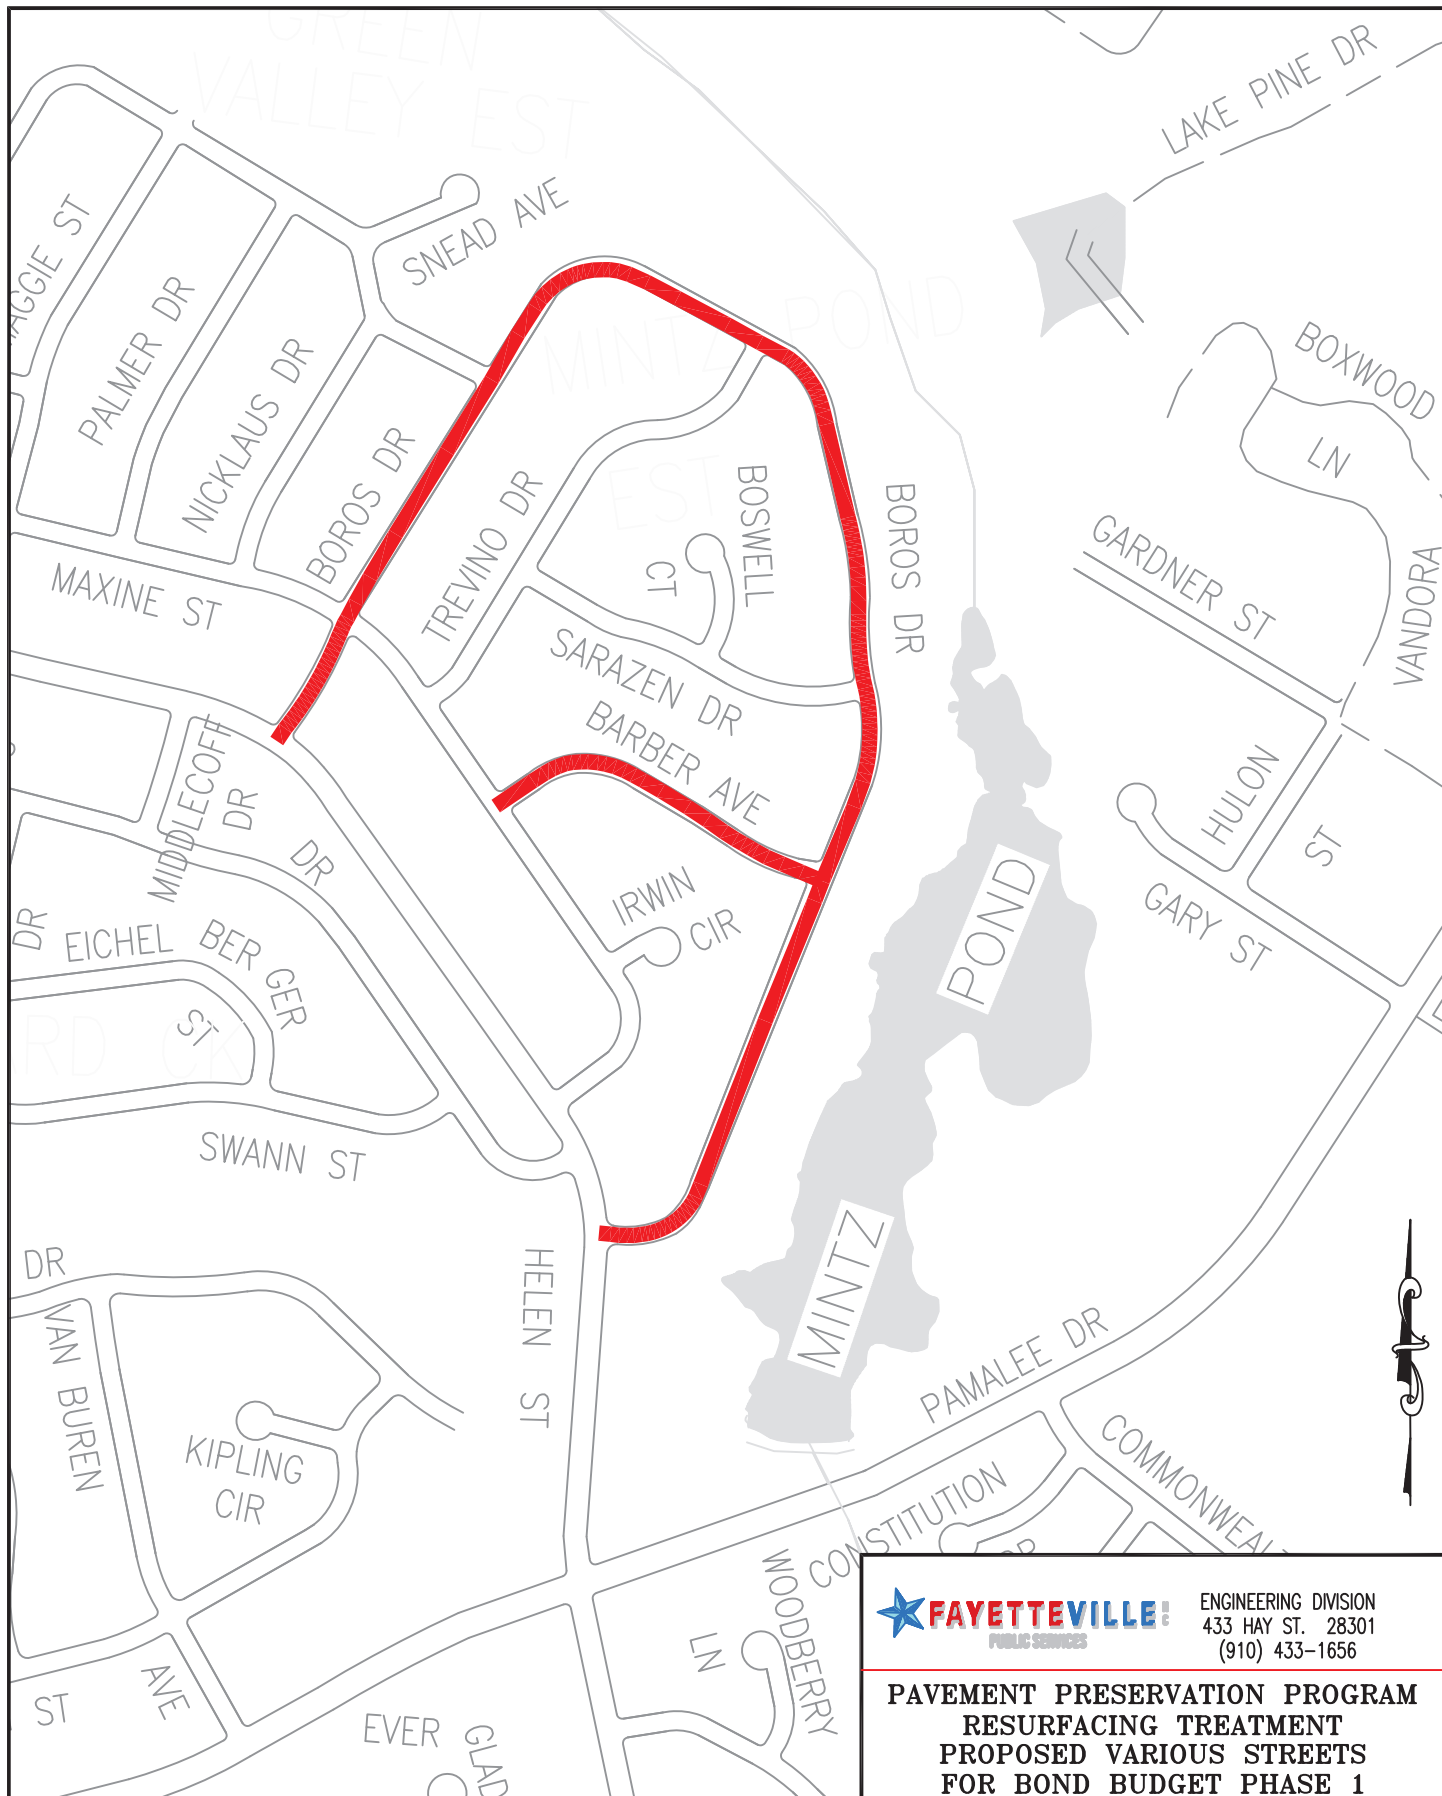 GREEN
VALLEY EST
LAKE PINE DR
SNEAD AVE
AGGIE ST
PALMER DR
NICKLAUS DR
BOROS DR
MINTZ POND
EST
TREVINO DR
BOSWELL
CT
BOROS DR
BOXWOOD
LN
GARDNER ST
VANDORA
MAXINE ST
SARAZEN DR
BARBER AVE
MIDDLECOFF
DR
DR
HULON
ST
GARY ST
IRWIN
CIR
DR
EICHEL BER GER
ST
RD CK
POND
SWANN ST
MINTZ
DR
VAN BUREN
HELEN ST
KIPLING
CIR
PAMALEE DR
COMMONWEAL
CONSTITUTION
DR
WOODBERRY
LN
AVE
ST
EVER GLAD
FAYETTEVILLE NC
PUBLIC SERVICES
ENGINEERING DIVISION
433 HAY ST. 28301
(910) 433-1656
PAVEMENT PRESERVATION PROGRAM
RESURFACING TREATMENT
PROPOSED VARIOUS STREETS
FOR BOND BUDGET PHASE 1